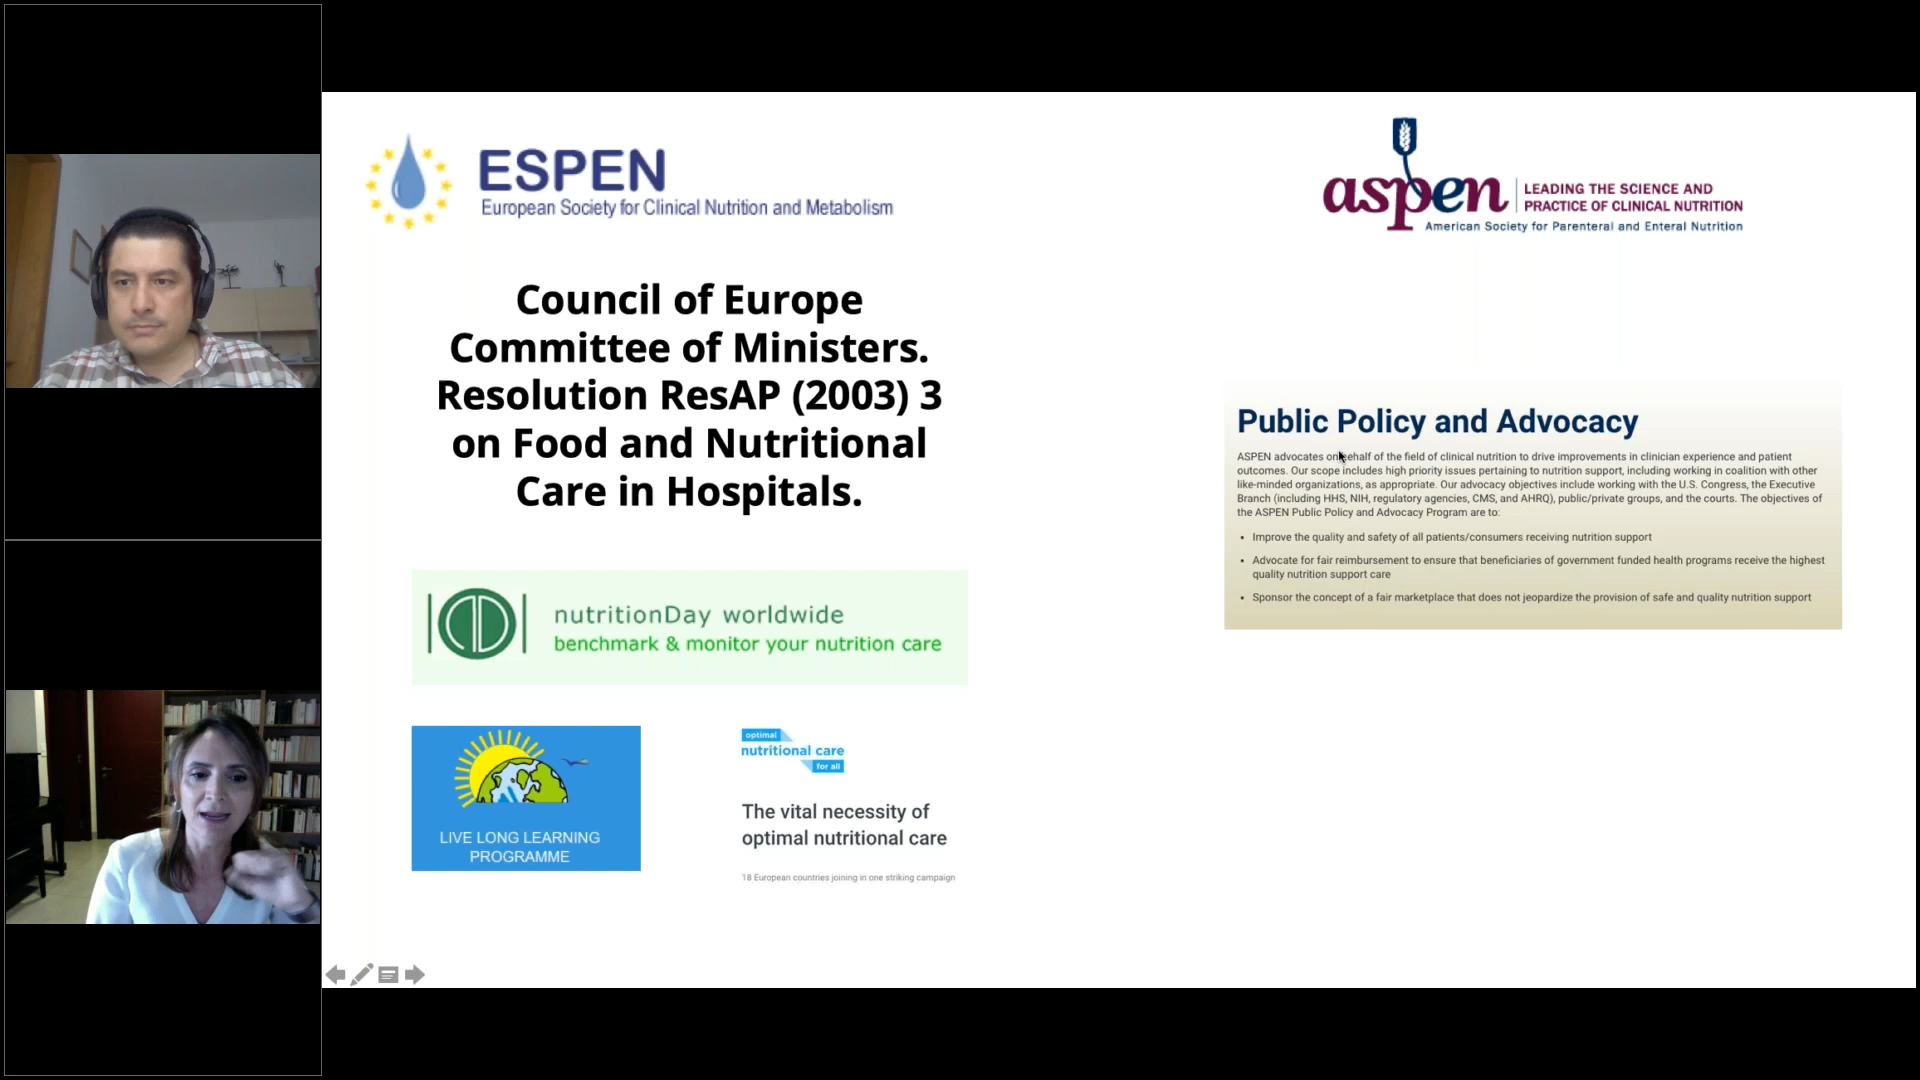 ESPEN
European Society for Clinical Nutrition and Metabolism
Council of Europe
Committee of Ministers.
Resolution ResAP (2003) 3
on Food and Nutritional
Care in Hospitals.
nutritionDay worldwide
benchmark & monitor your nutrition care
LIVE LONG LEARNING
PROGRAMME
optimal
nutritional care
for all
The vital necessity of
optimal nutritional care
18 European countries joining in one striking campaign
aspen
LEADING THE SCIENCE AND
PRACTICE OF CLINICAL NUTRITION
American Society for Parenteral and Enteral Nutrition
Public Policy and Advocacy
ASPEN advocates on behalf of the field of clinical nutrition to drive improvements in clinician experience and patient
outcomes. Our scope includes high priority issues pertaining to nutrition support, including working in coalition with other
like-minded organizations, as appropriate. Our advocacy objectives include working with the U.S. Congress, the Executive
Branch (including HHS, NIH, regulatory agencies, CMS, and AHRQ), public/private groups, and the courts. The objectives of
the ASPEN Public Policy and Advocacy Program are to:
• Improve the quality and safety of all patients/consumers receiving nutrition support
• Advocate for fair reimbursement to ensure that beneficiaries of government funded health programs receive the highest
quality nutrition support care
• Sponsor the concept of a fair marketplace that does not jeopardize the provision of safe and quality nutrition support